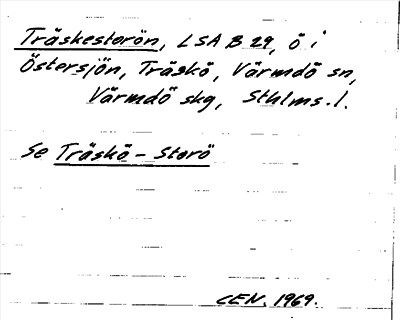 Träskestorön, LSA B 29, ö i
Östersjön, Träskö, Värmdö sn,
Värmdö skg, Sthlms. l.
Se Träskö - Storö
CEN. 1969.